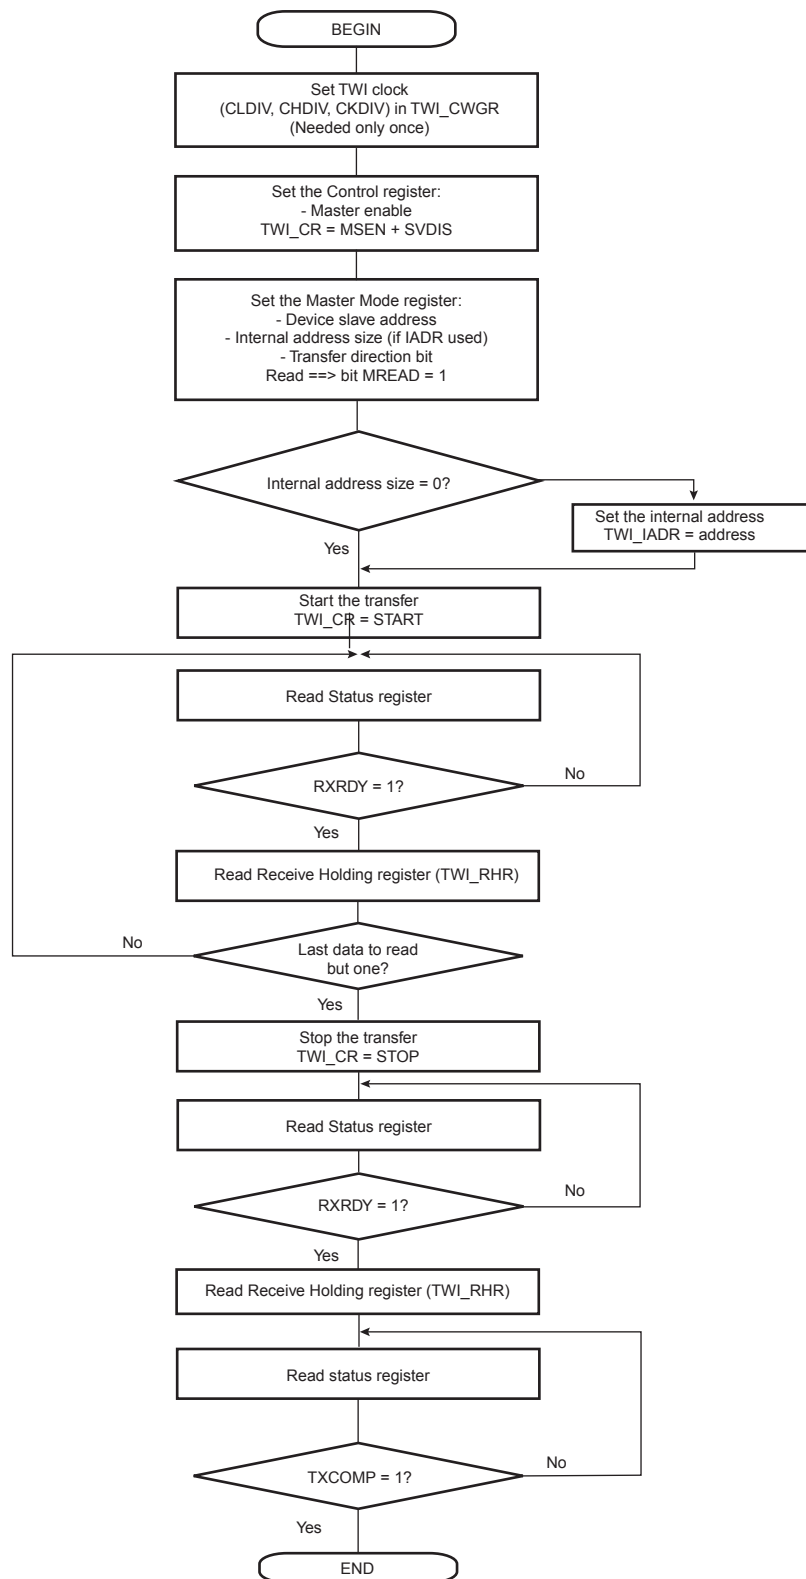 BEGIN
Set TWI clock
(CLDIV, CHDIV, CKDIV) in TWI_CWGR
(Needed only once)
Set the Control register:
- Master enable
TWI_CR = MSEN + SVDIS
Set the Master Mode register:
- Device slave address
- Internal address size (if IADR used)
- Transfer direction bit
Read ==> bit MREAD = 1
Internal address size = 0?
Set the internal address
TWI_IADR = address
Yes
Start the transfer
TWI_CR = START
Read Status register
RXRDY = 1?
No
Yes
Read Receive Holding register (TWI_RHR)
No
Last data to read
but one?
Yes
Stop the transfer
TWI_CR = STOP
Read Status register
RXRDY = 1?
No
Yes
Read Receive Holding register (TWI_RHR)
Read status register
TXCOMP = 1?
No
Yes
END